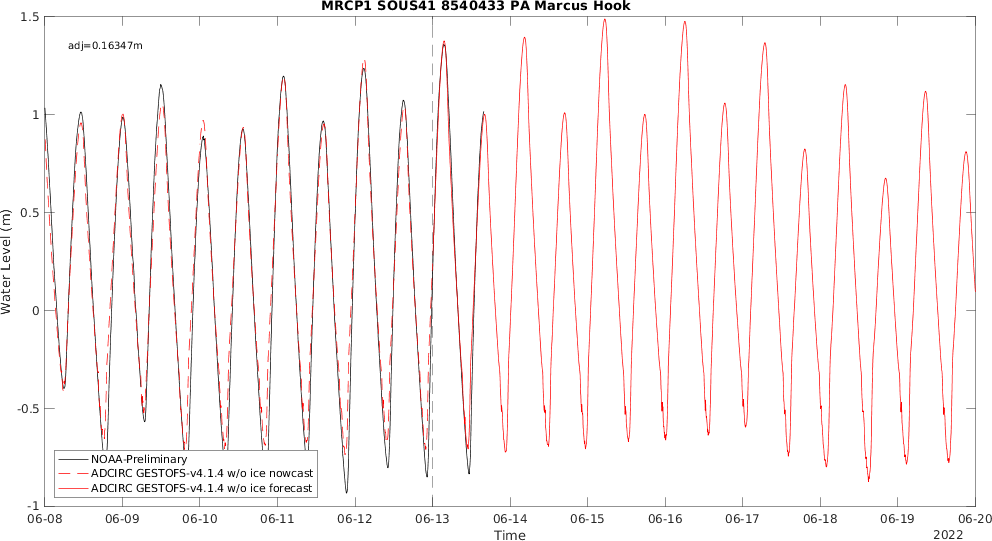 MRCP1 SOUS41 8540433 PA Marcus Hook
adj=0.16347m
Water Level (m)
1.5
1
0.5
0
-0.5
-1
NOAA-Preliminary
ADCIRC GESTOFS-v4.1.4 w/o ice nowcast
ADCIRC GESTOFS-v4.1.4 w/o ice forecast
06-08 06-09 06-10 06-11 06-12 06-13 06-14 06-15 06-16 06-17 06-18 06-19 06-20
Time
2022